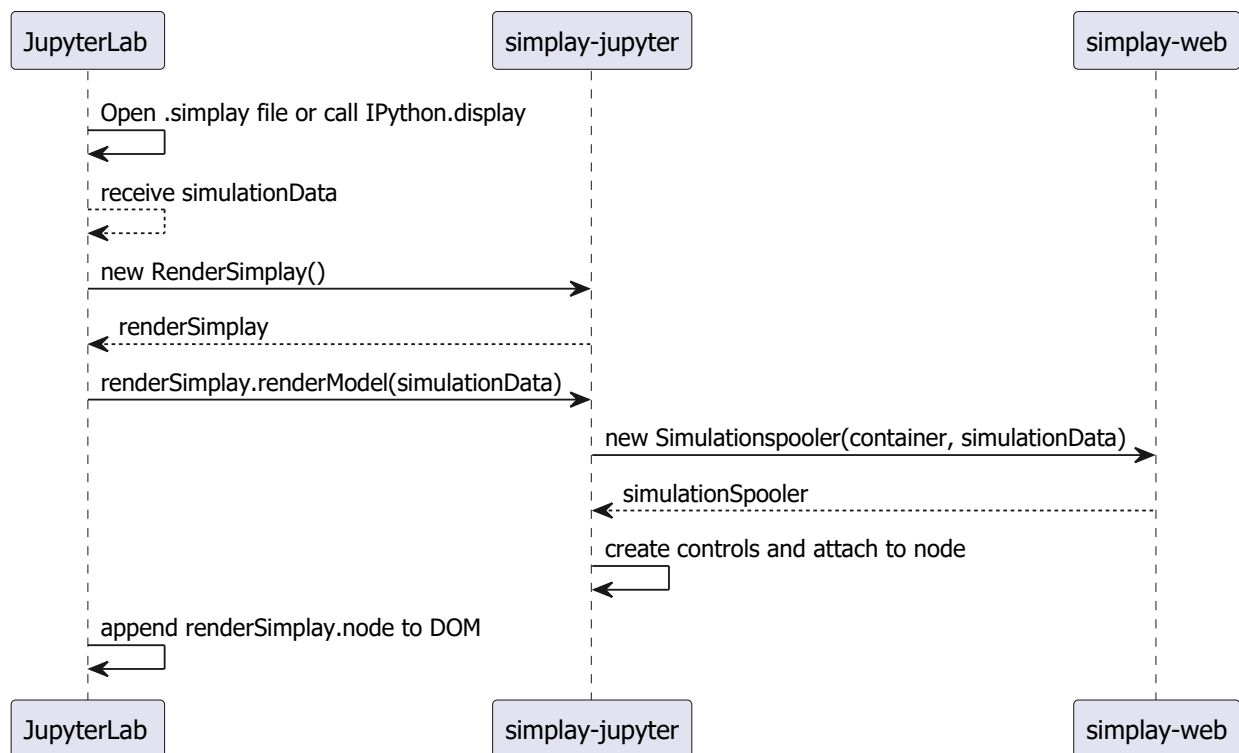 JupyterLab
simplay-jupyter
simplay-web
Open .simplay file or call IPython.display
receive simulationData
new RenderSimplay()
renderSimplay
renderSimplay.renderModel(simulationData)
new Simulationspooler(container, simulationData)
simulationSpooler
create controls and attach to node
append renderSimplay.node to DOM
JupyterLab
simplay-jupyter
simplay-web